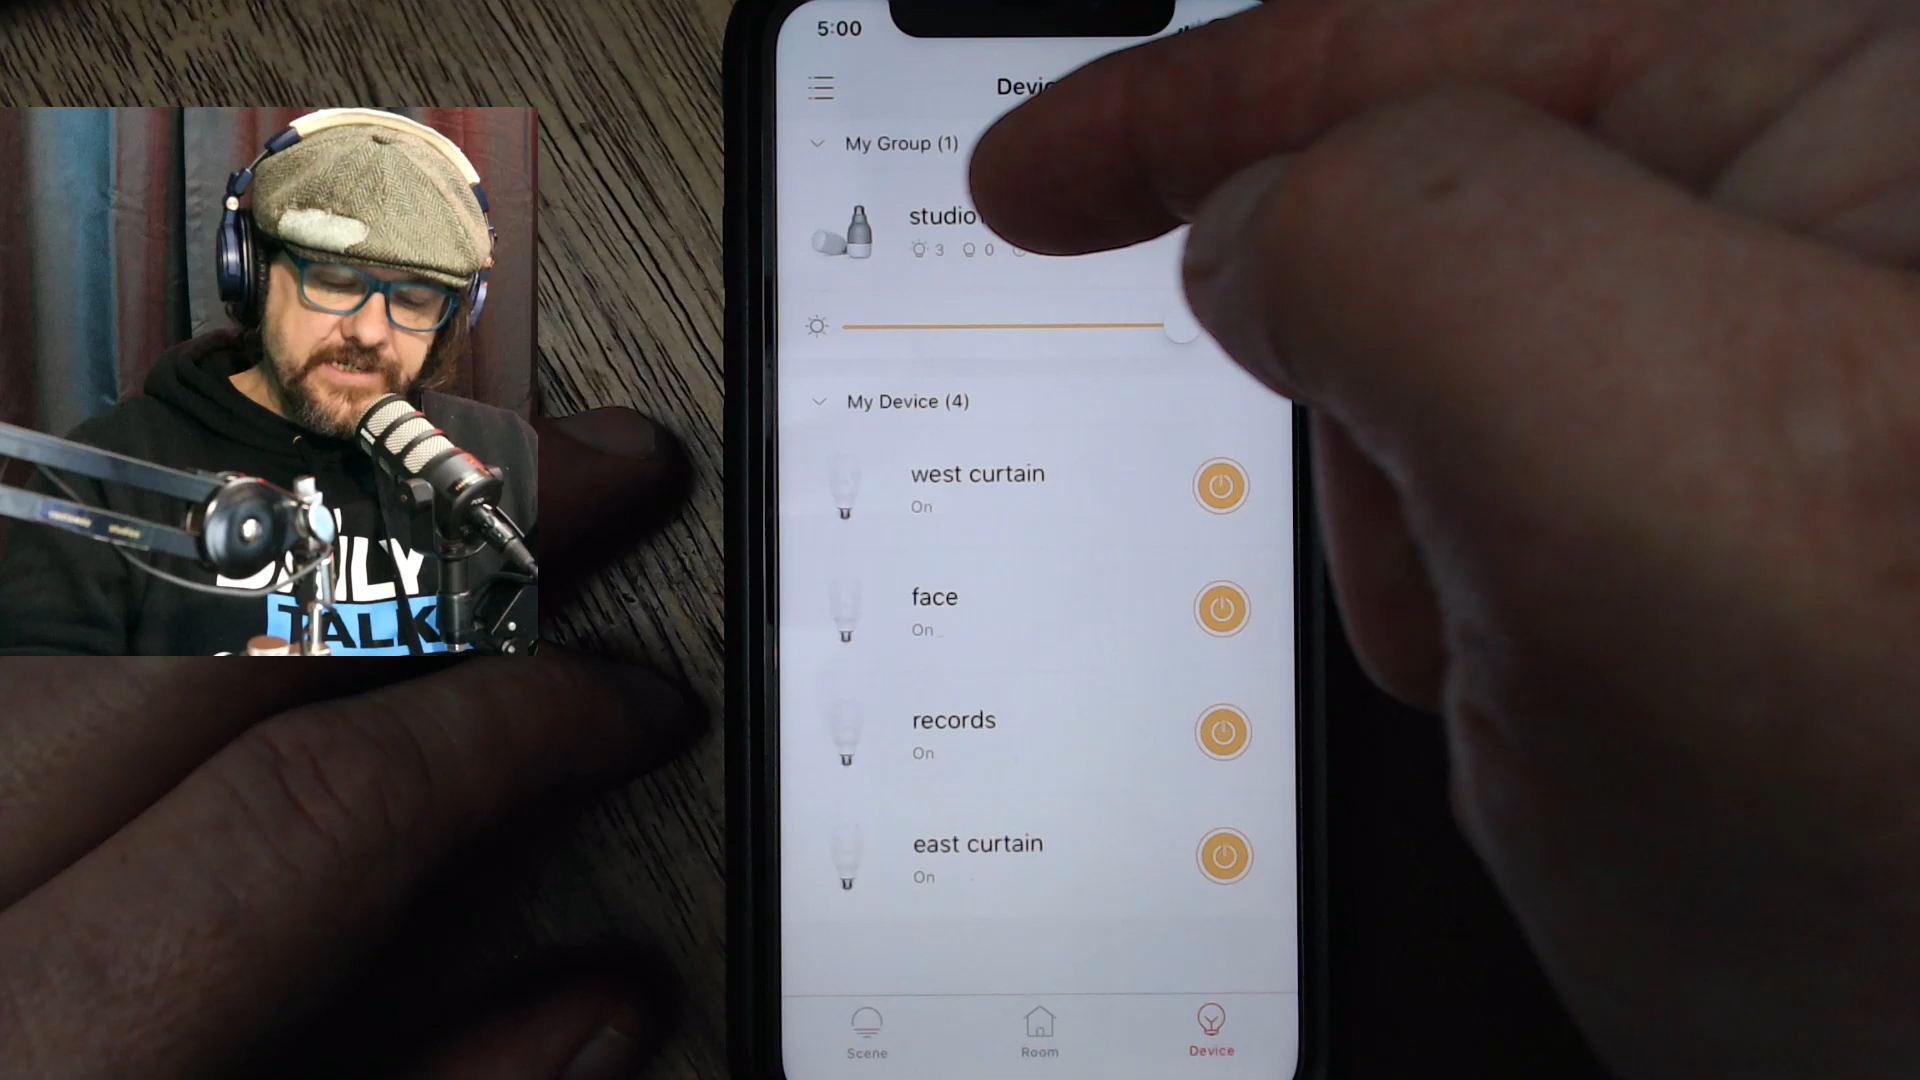 5:00
My Group (1)
studio
3 0
My Device (4)
west curtain
On
face
On
records
On
east curtain
On
Scene
Room
Device
TALK